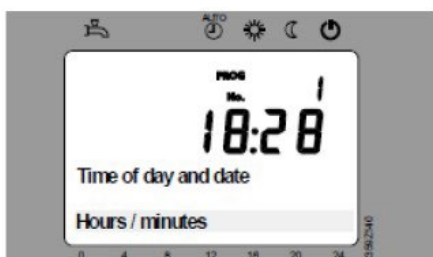 AUTO
PROG
No. 1
18:28
Time of day and date
Hours / minutes
0 4 8 12 16 20 24